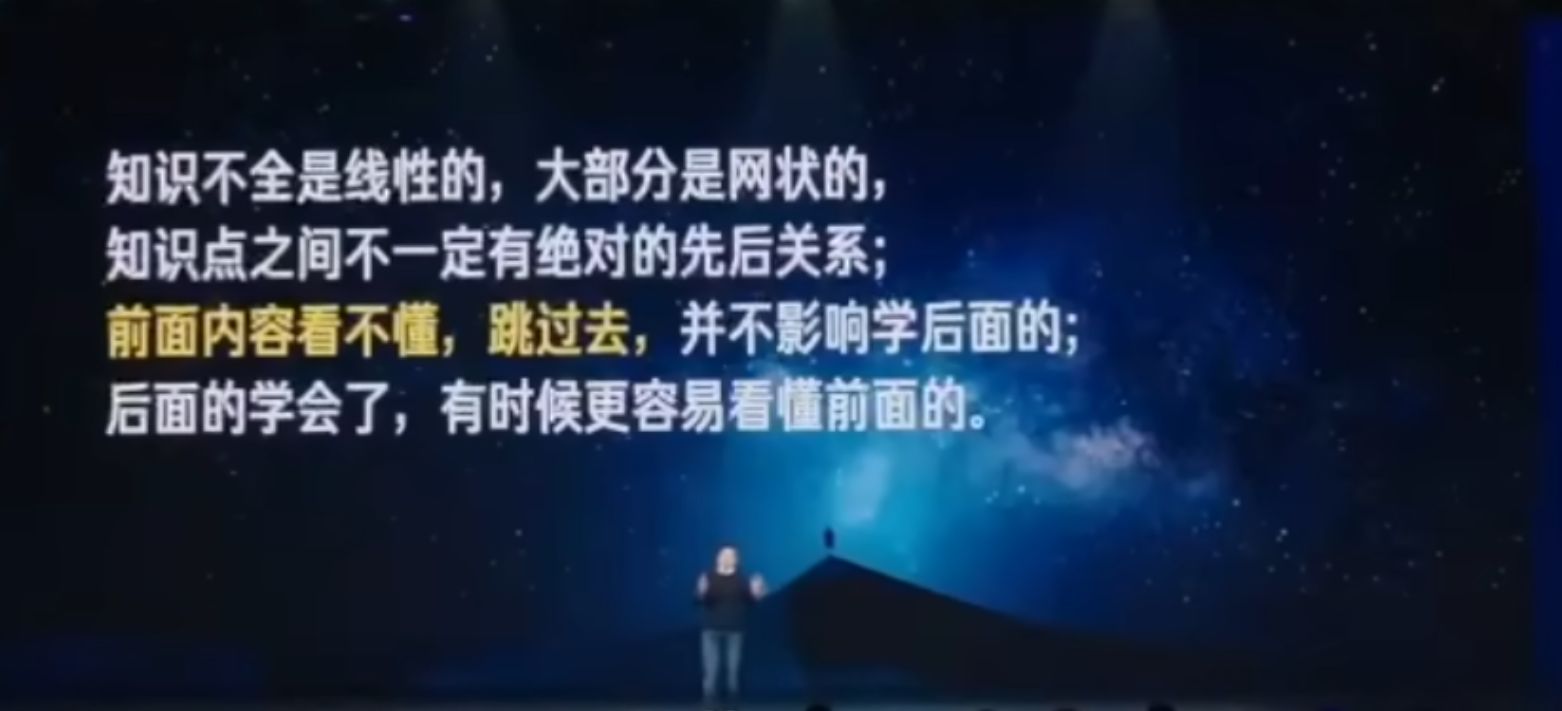 知识不全是线性的，大部分是网状的，
知识点之间不一定有绝对的先后关系；
前面内容看不懂，跳过去，并不影响学后面的；
后面的学会了，有时候更容易看懂前面的。